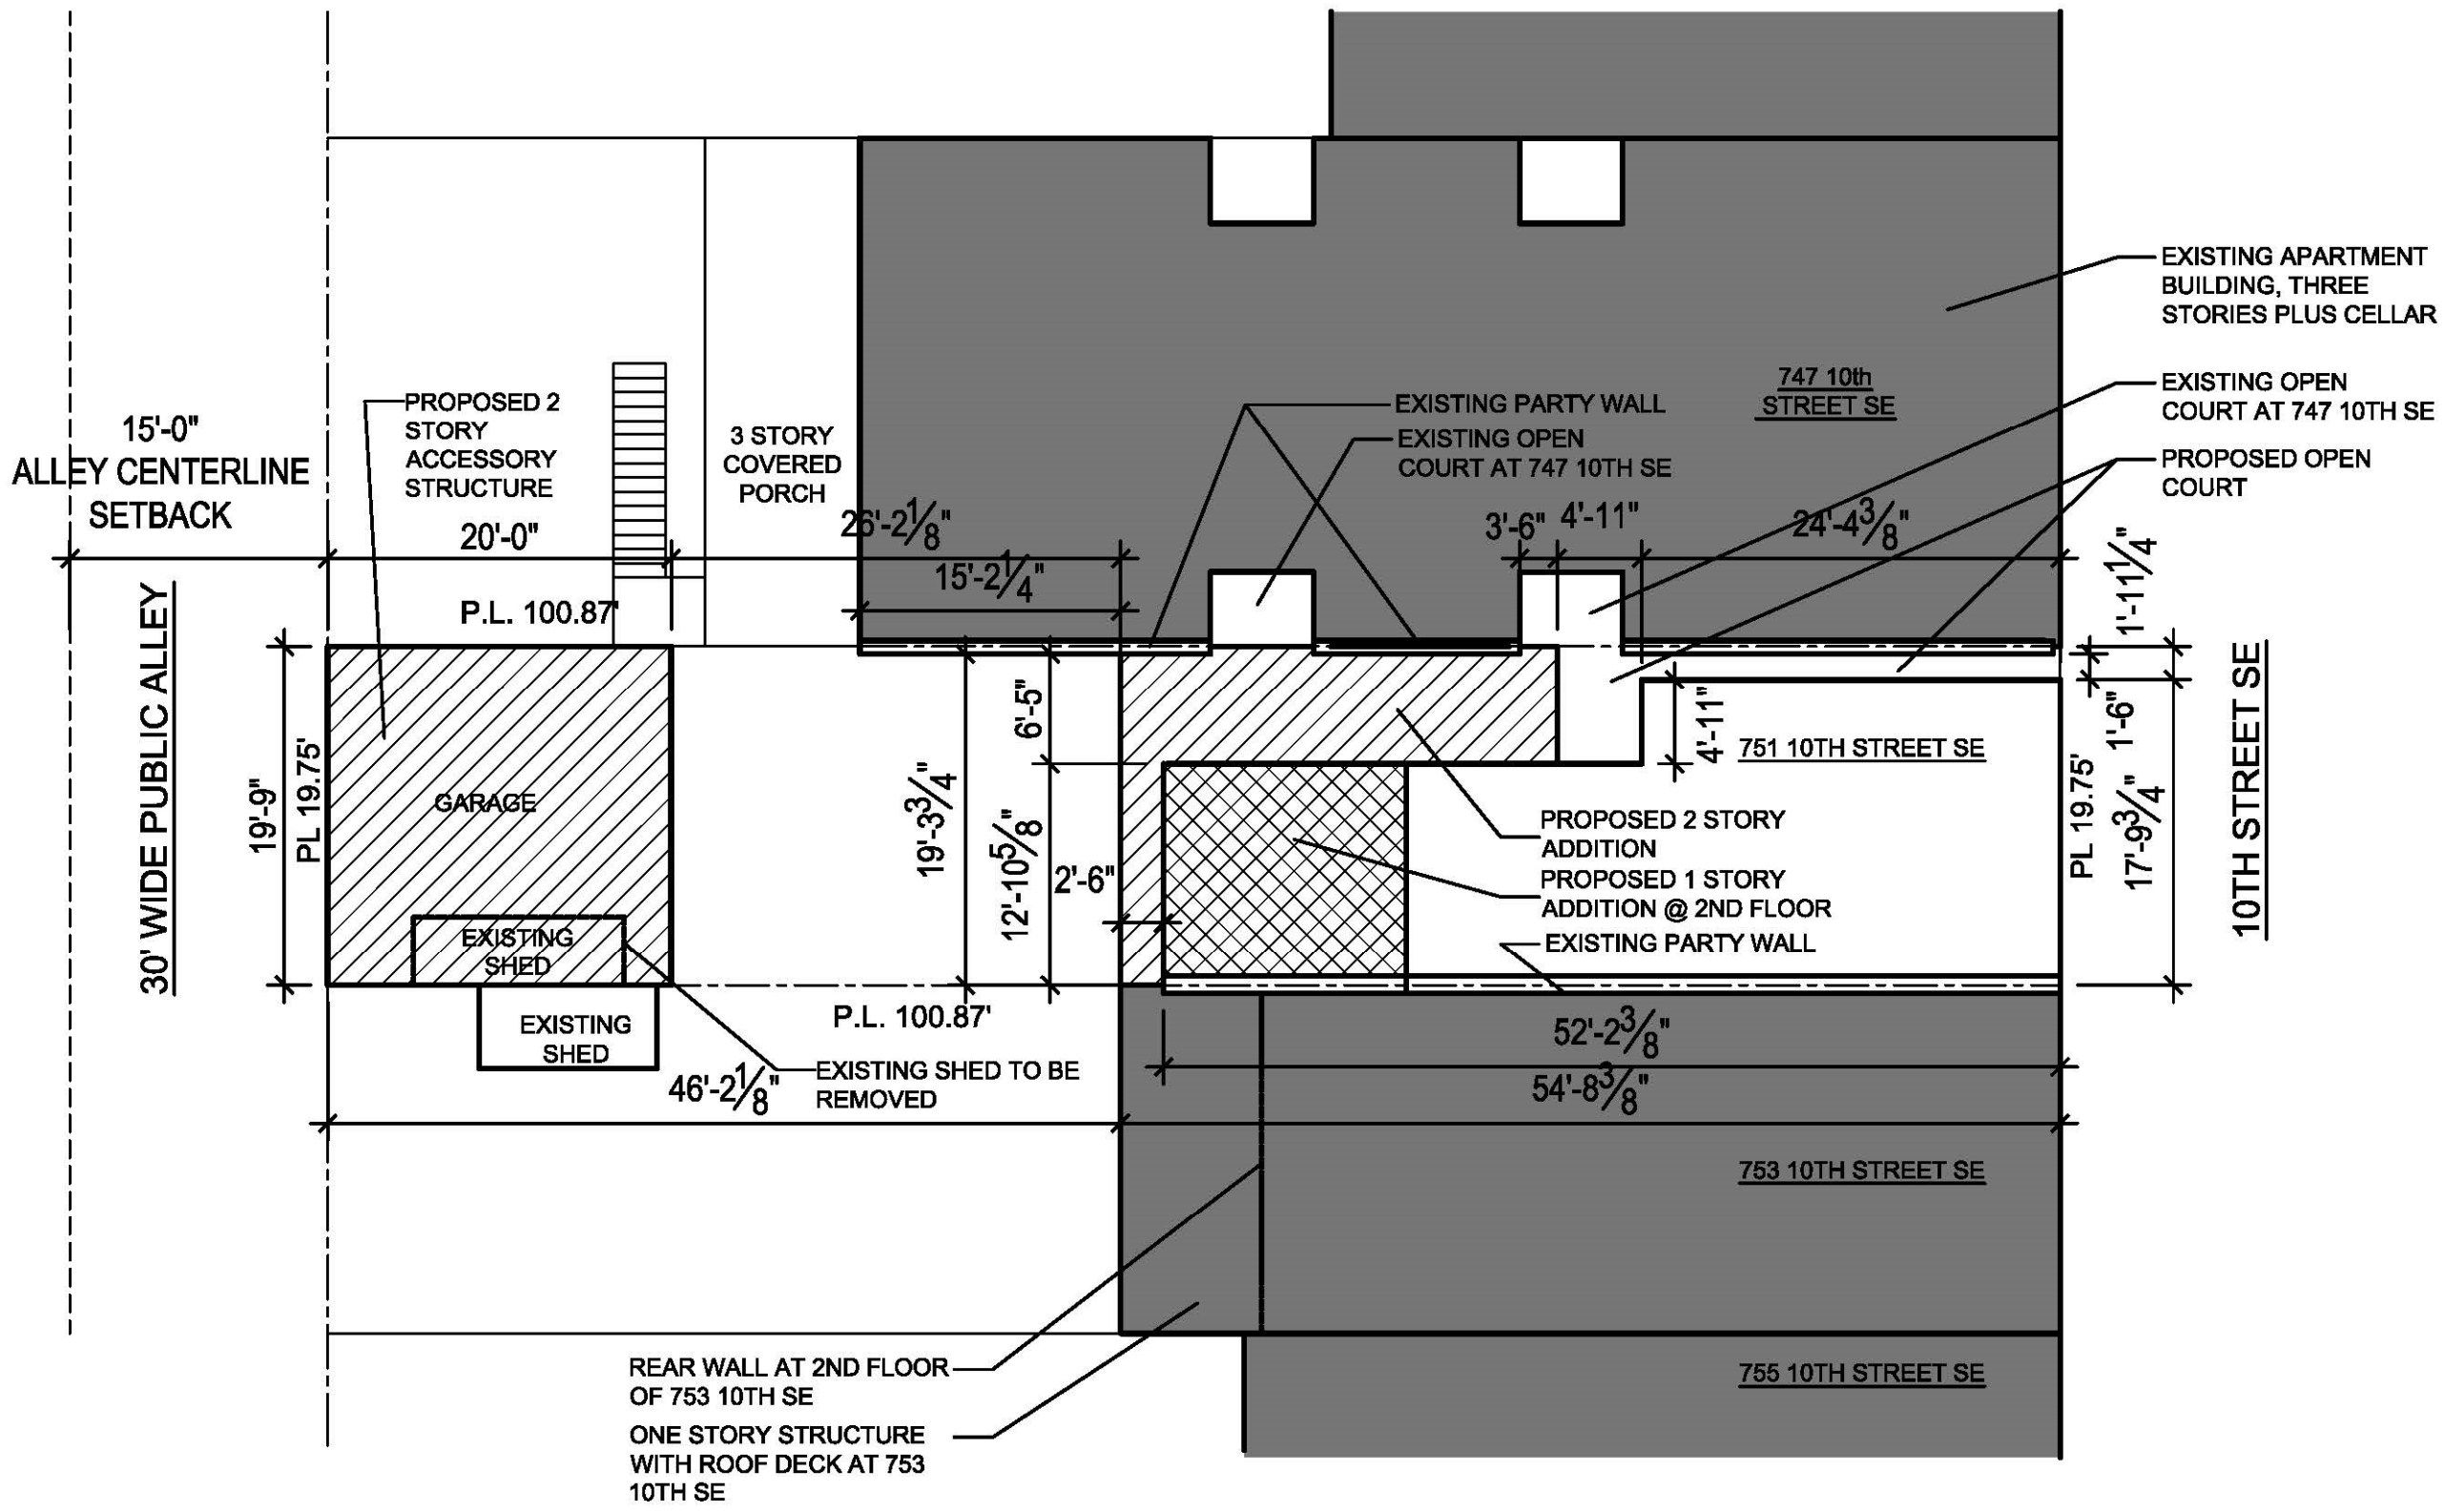 EXISTING APARTMENT
BUILDING, THREE
STORIES PLUS CELLAR
747 10th
STREET SE
EXISTING OPEN
COURT AT 747 10TH SE
PROPOSED OPEN
COURT
EXISTING PARTY WALL
EXISTING OPEN
COURT AT 747 10TH SE
PROPOSED 2
STORY
ACCESSORY
STRUCTURE
3 STORY
COVERED
PORCH
15'-0"
ALLEY CENTERLINE
SETBACK
20'-0"
26'-2 1/8"
15'-2 1/4"
3'-6"
4'-11"
24'-4 3/8"
1'-11 1/4"
P.L. 100.87'
30' WIDE PUBLIC ALLEY
19'-9"
PL 19.75'
GARAGE
EXISTING
SHED
EXISTING
SHED
6'-5"
19'-3 3/4"
12'-10 5/8"
2'-6"
4'-11"
751 10TH STREET SE
PROPOSED 2 STORY
ADDITION
PROPOSED 1 STORY
ADDITION @ 2ND FLOOR
EXISTING PARTY WALL
PL 19.75'
1'-6"
17'-9 3/4"
10TH STREET SE
P.L. 100.87'
EXISTING SHED TO BE
REMOVED
46'-2 1/8"
52'-2 3/8"
54'-8 3/8"
753 10TH STREET SE
REAR WALL AT 2ND FLOOR
OF 753 10TH SE
ONE STORY STRUCTURE
WITH ROOF DECK AT 753
10TH SE
755 10TH STREET SE